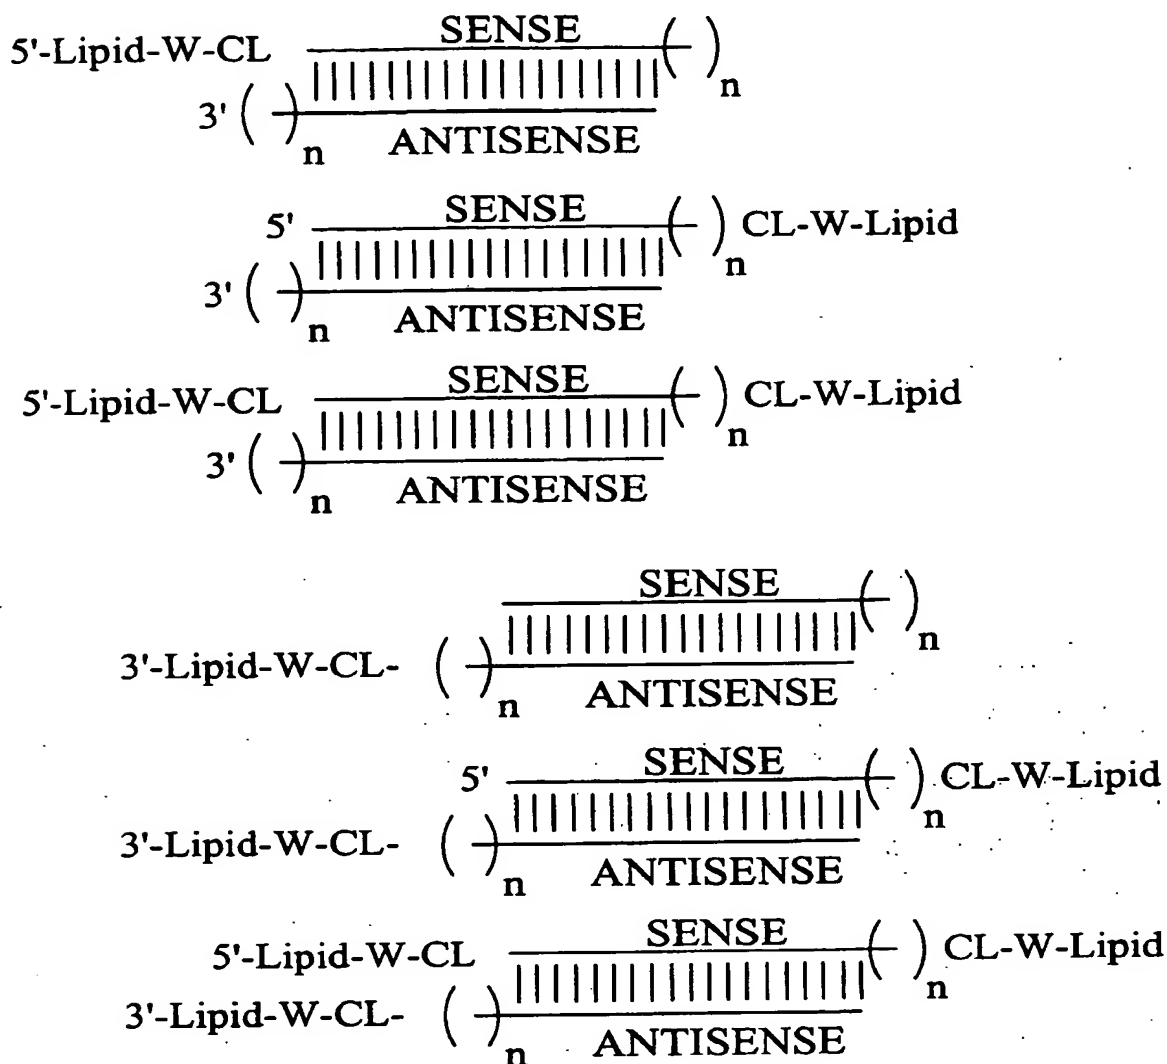 SENSE
5'-Lipid-W-CL ( )n
3' ( )n
ANTISENSE
SENSE
5' ( )n CL-W-Lipid
3' ( )n
ANTISENSE
SENSE
5'-Lipid-W-CL ( )n CL-W-Lipid
3' ( )n
ANTISENSE
SENSE
( )n
3'-Lipid-W-CL- ( )n
ANTISENSE
SENSE
5' ( )n CL-W-Lipid
3'-Lipid-W-CL- ( )n
ANTISENSE
SENSE
5'-Lipid-W-CL ( )n CL-W-Lipid
3'-Lipid-W-CL- ( )n
ANTISENSE